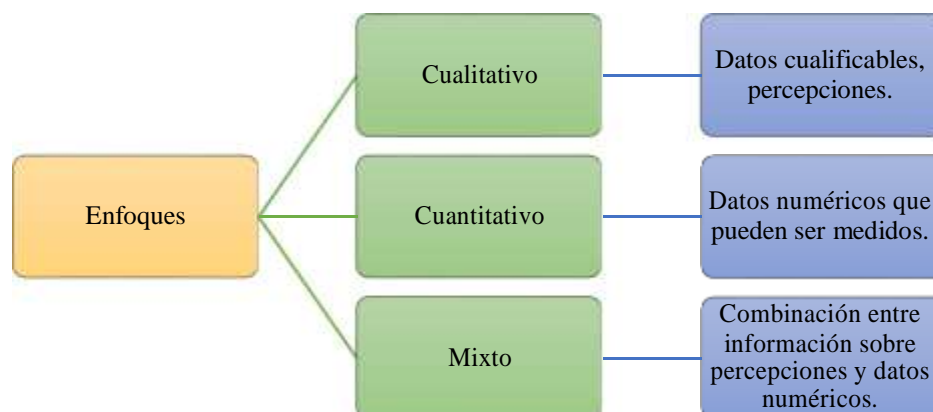 Enfoques
Cualitativo
Datos cualificables,
percepciones.
Cuantitativo
Datos numéricos que
pueden ser medidos.
Mixto
Combinación entre
información sobre
percepciones y datos
numéricos.